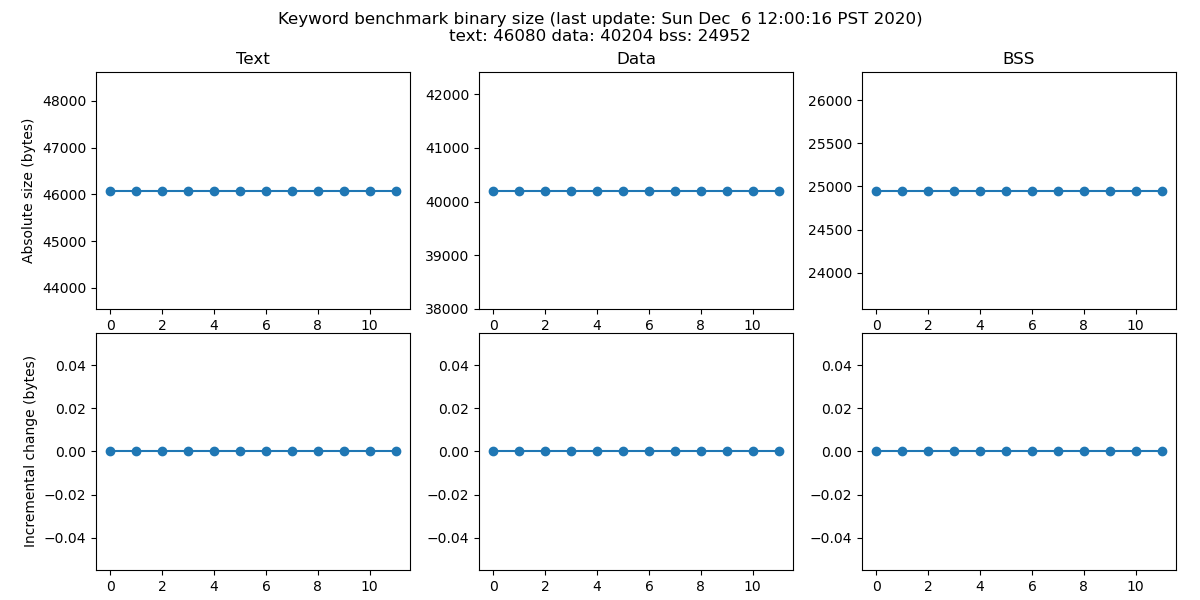 Keyword benchmark binary size (last update: Sun Dec  6 12:00:16 PST 2020)
text: 46080 data: 40204 bss: 24952
Text
Data
BSS
Absolute size (bytes)
48000
47000
46000
45000
44000
0 2 4 6 8 10
42000
41000
40000
39000
38000
0 2 4 6 8 10
26000
25500
25000
24500
24000
0 2 4 6 8 10
Incremental change (bytes)
0.04
0.02
0.00
−0.02
−0.04
0 2 4 6 8 10
0.04
0.02
0.00
−0.02
−0.04
0 2 4 6 8 10
0.04
0.02
0.00
−0.02
−0.04
0 2 4 6 8 10